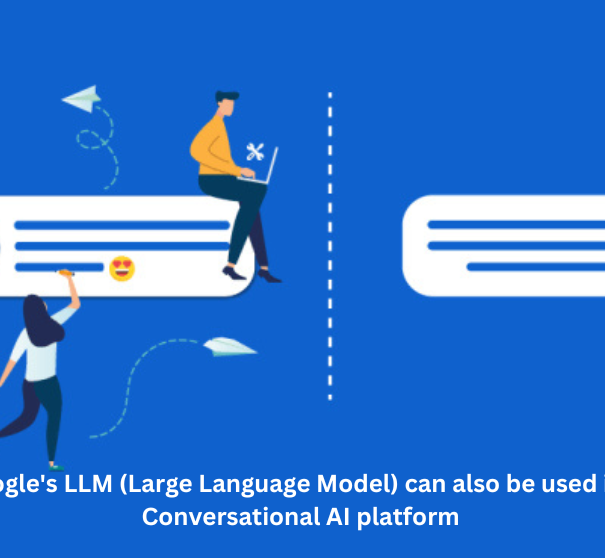 ogle's LLM (Large Language Model) can also be used i
Conversational AI platform